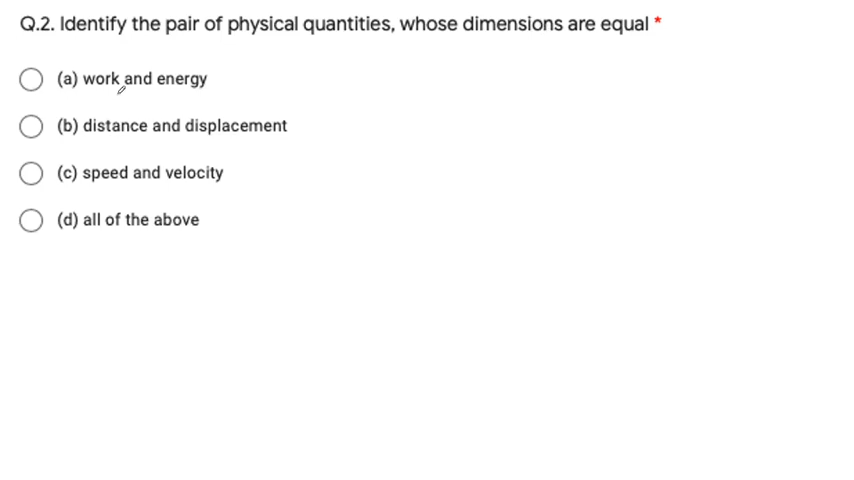 Q.2. Identify the pair of physical quantities, whose dimensions are equal *
(a) work and energy
(b) distance and displacement
(c) speed and velocity
(d) all of the above